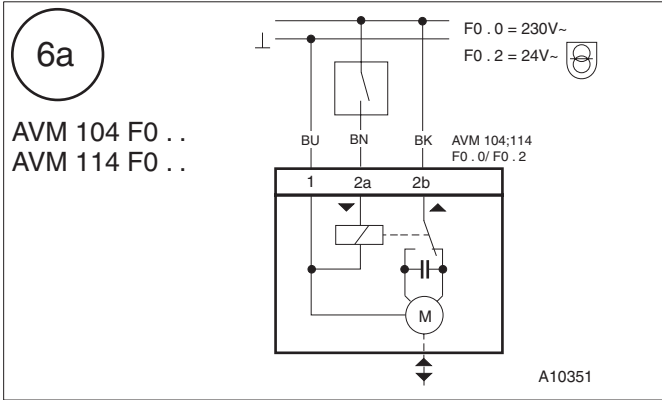 6a
F0 . 0 = 230V~
F0 . 2 = 24V~
AVM 104 F0 . .
AVM 114 F0 . .
BU BN BK
AVM 104;114
F0 . 0/ F0 . 2
1 2a 2b
M
A10351